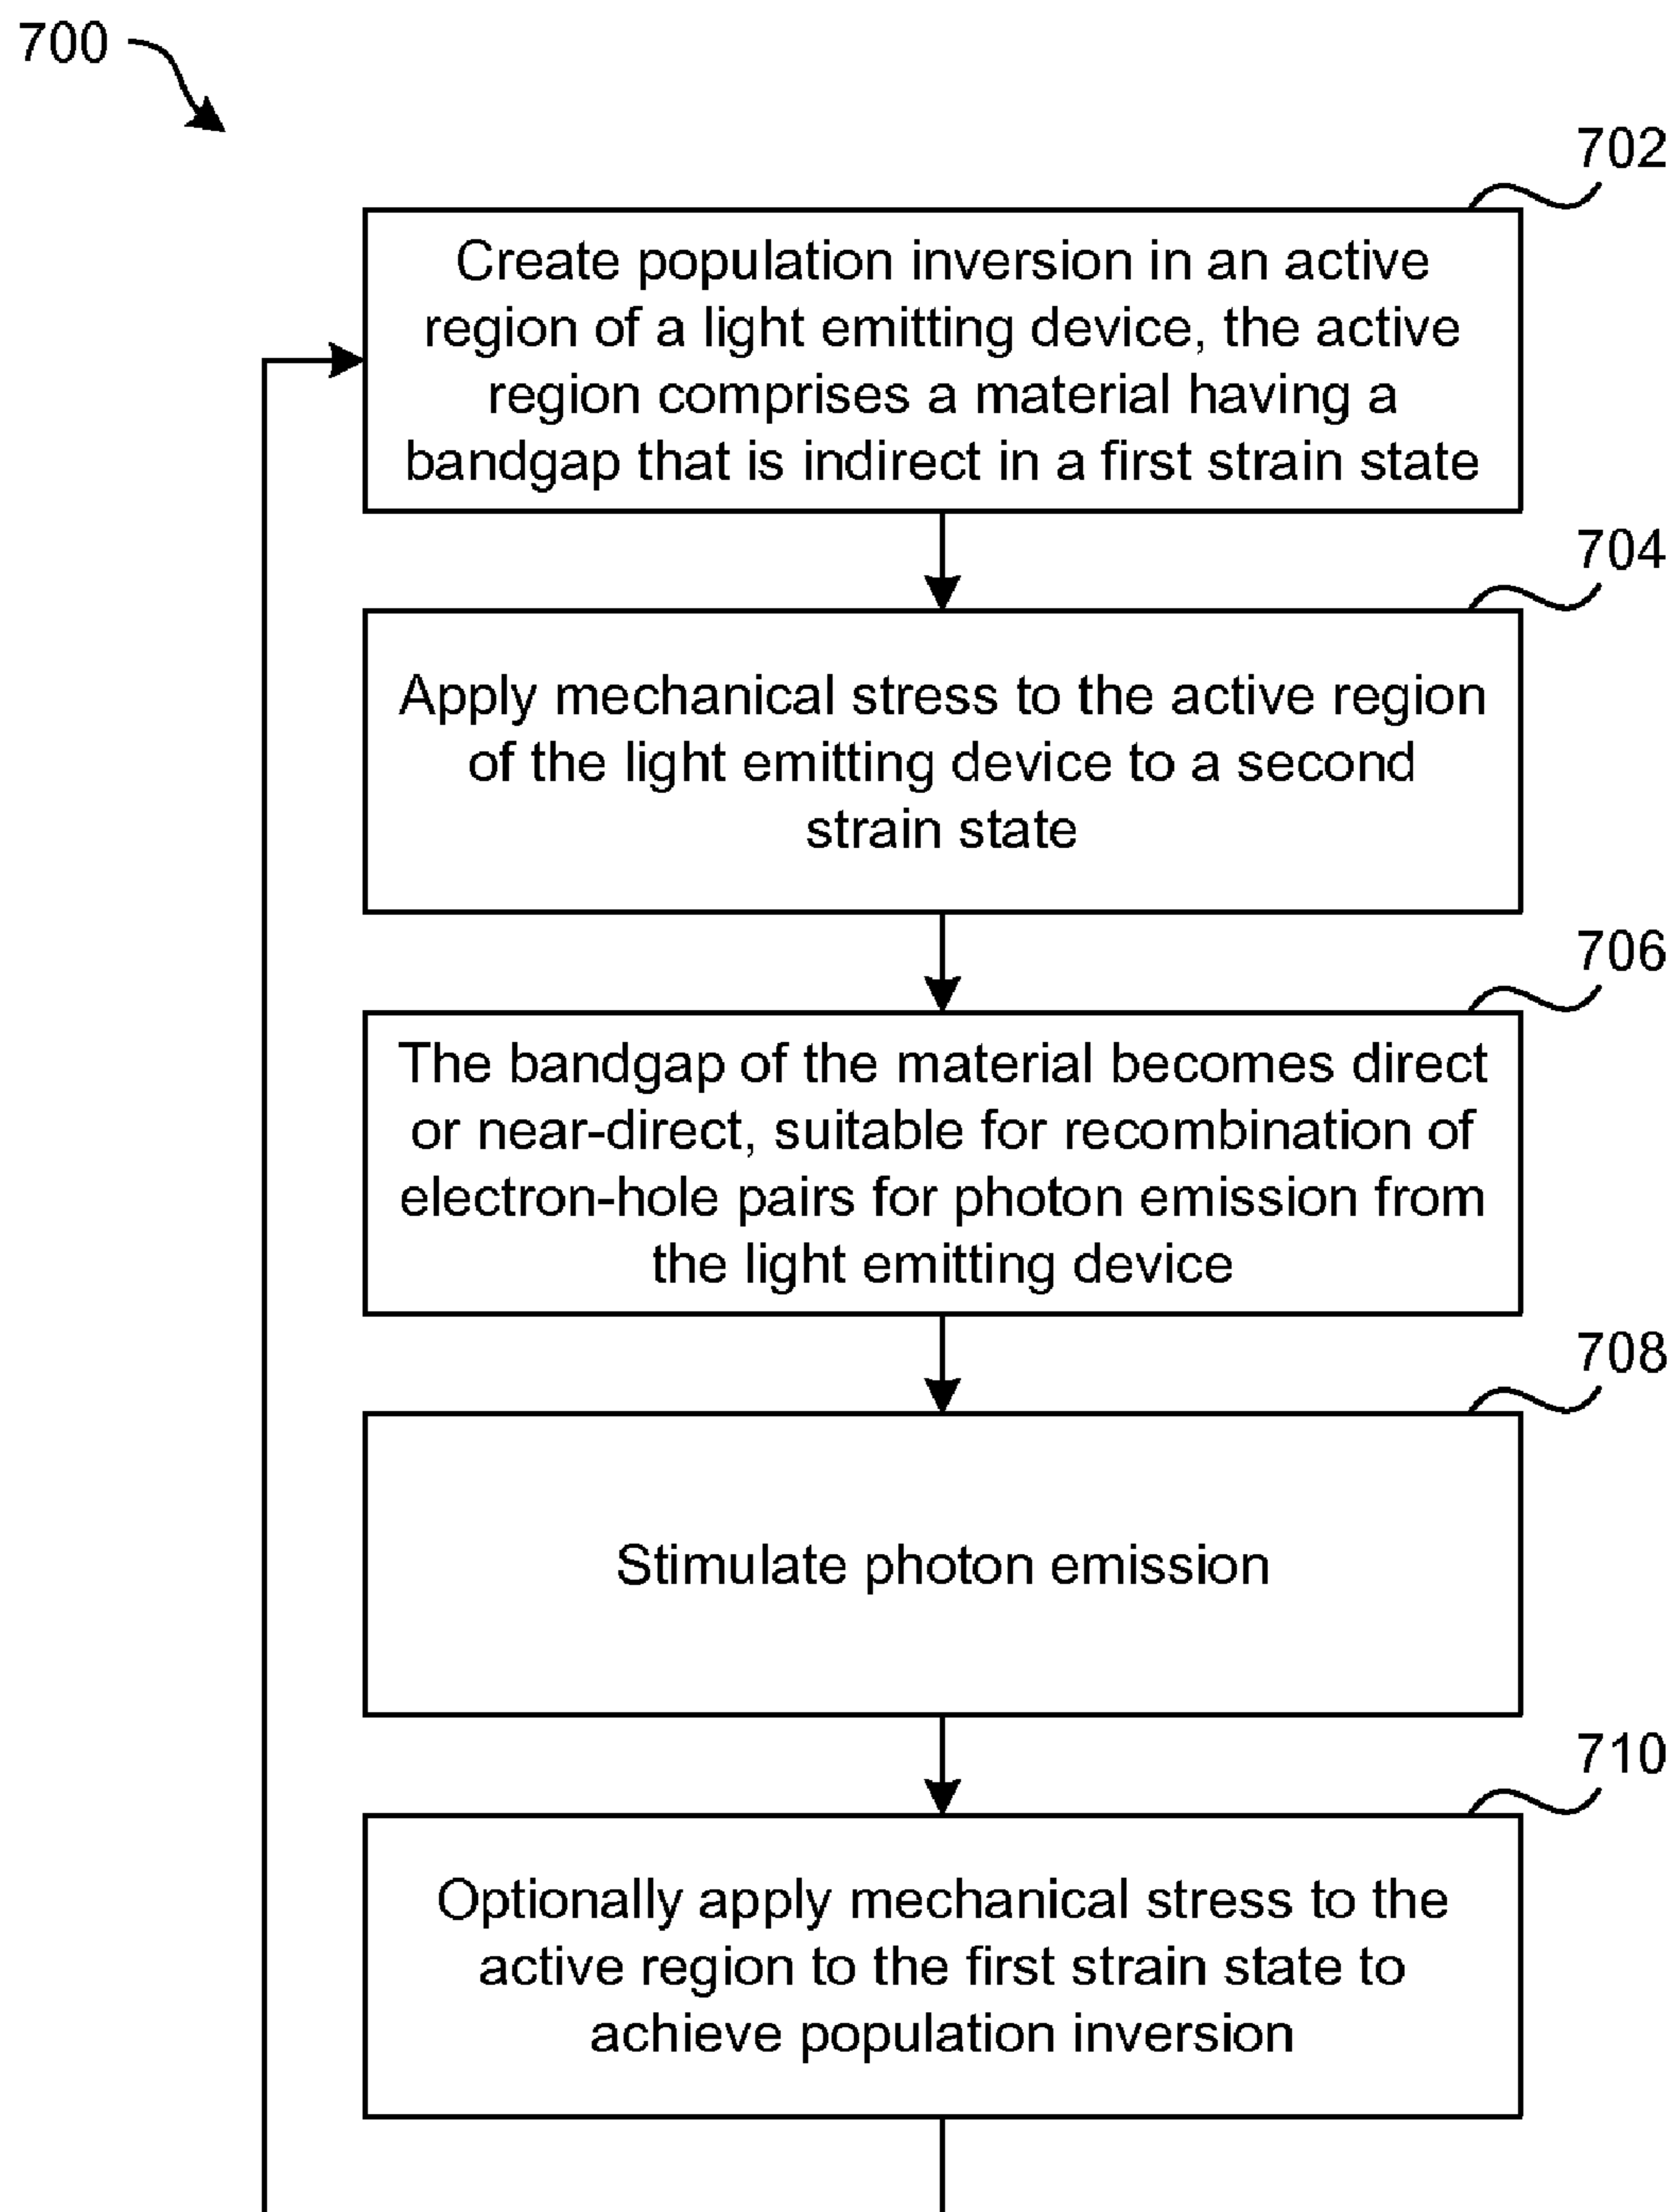 700
702
Create population inversion in an active
region of a light emitting device, the active
region comprises a material having a
bandgap that is indirect in a first strain state
704
Apply mechanical stress to the active region
of the light emitting device to a second
strain state
706
The bandgap of the material becomes direct
or near-direct, suitable for recombination of
electron-hole pairs for photon emission from
the light emitting device
708
Stimulate photon emission
710
Optionally apply mechanical stress to the
active region to the first strain state to
achieve population inversion